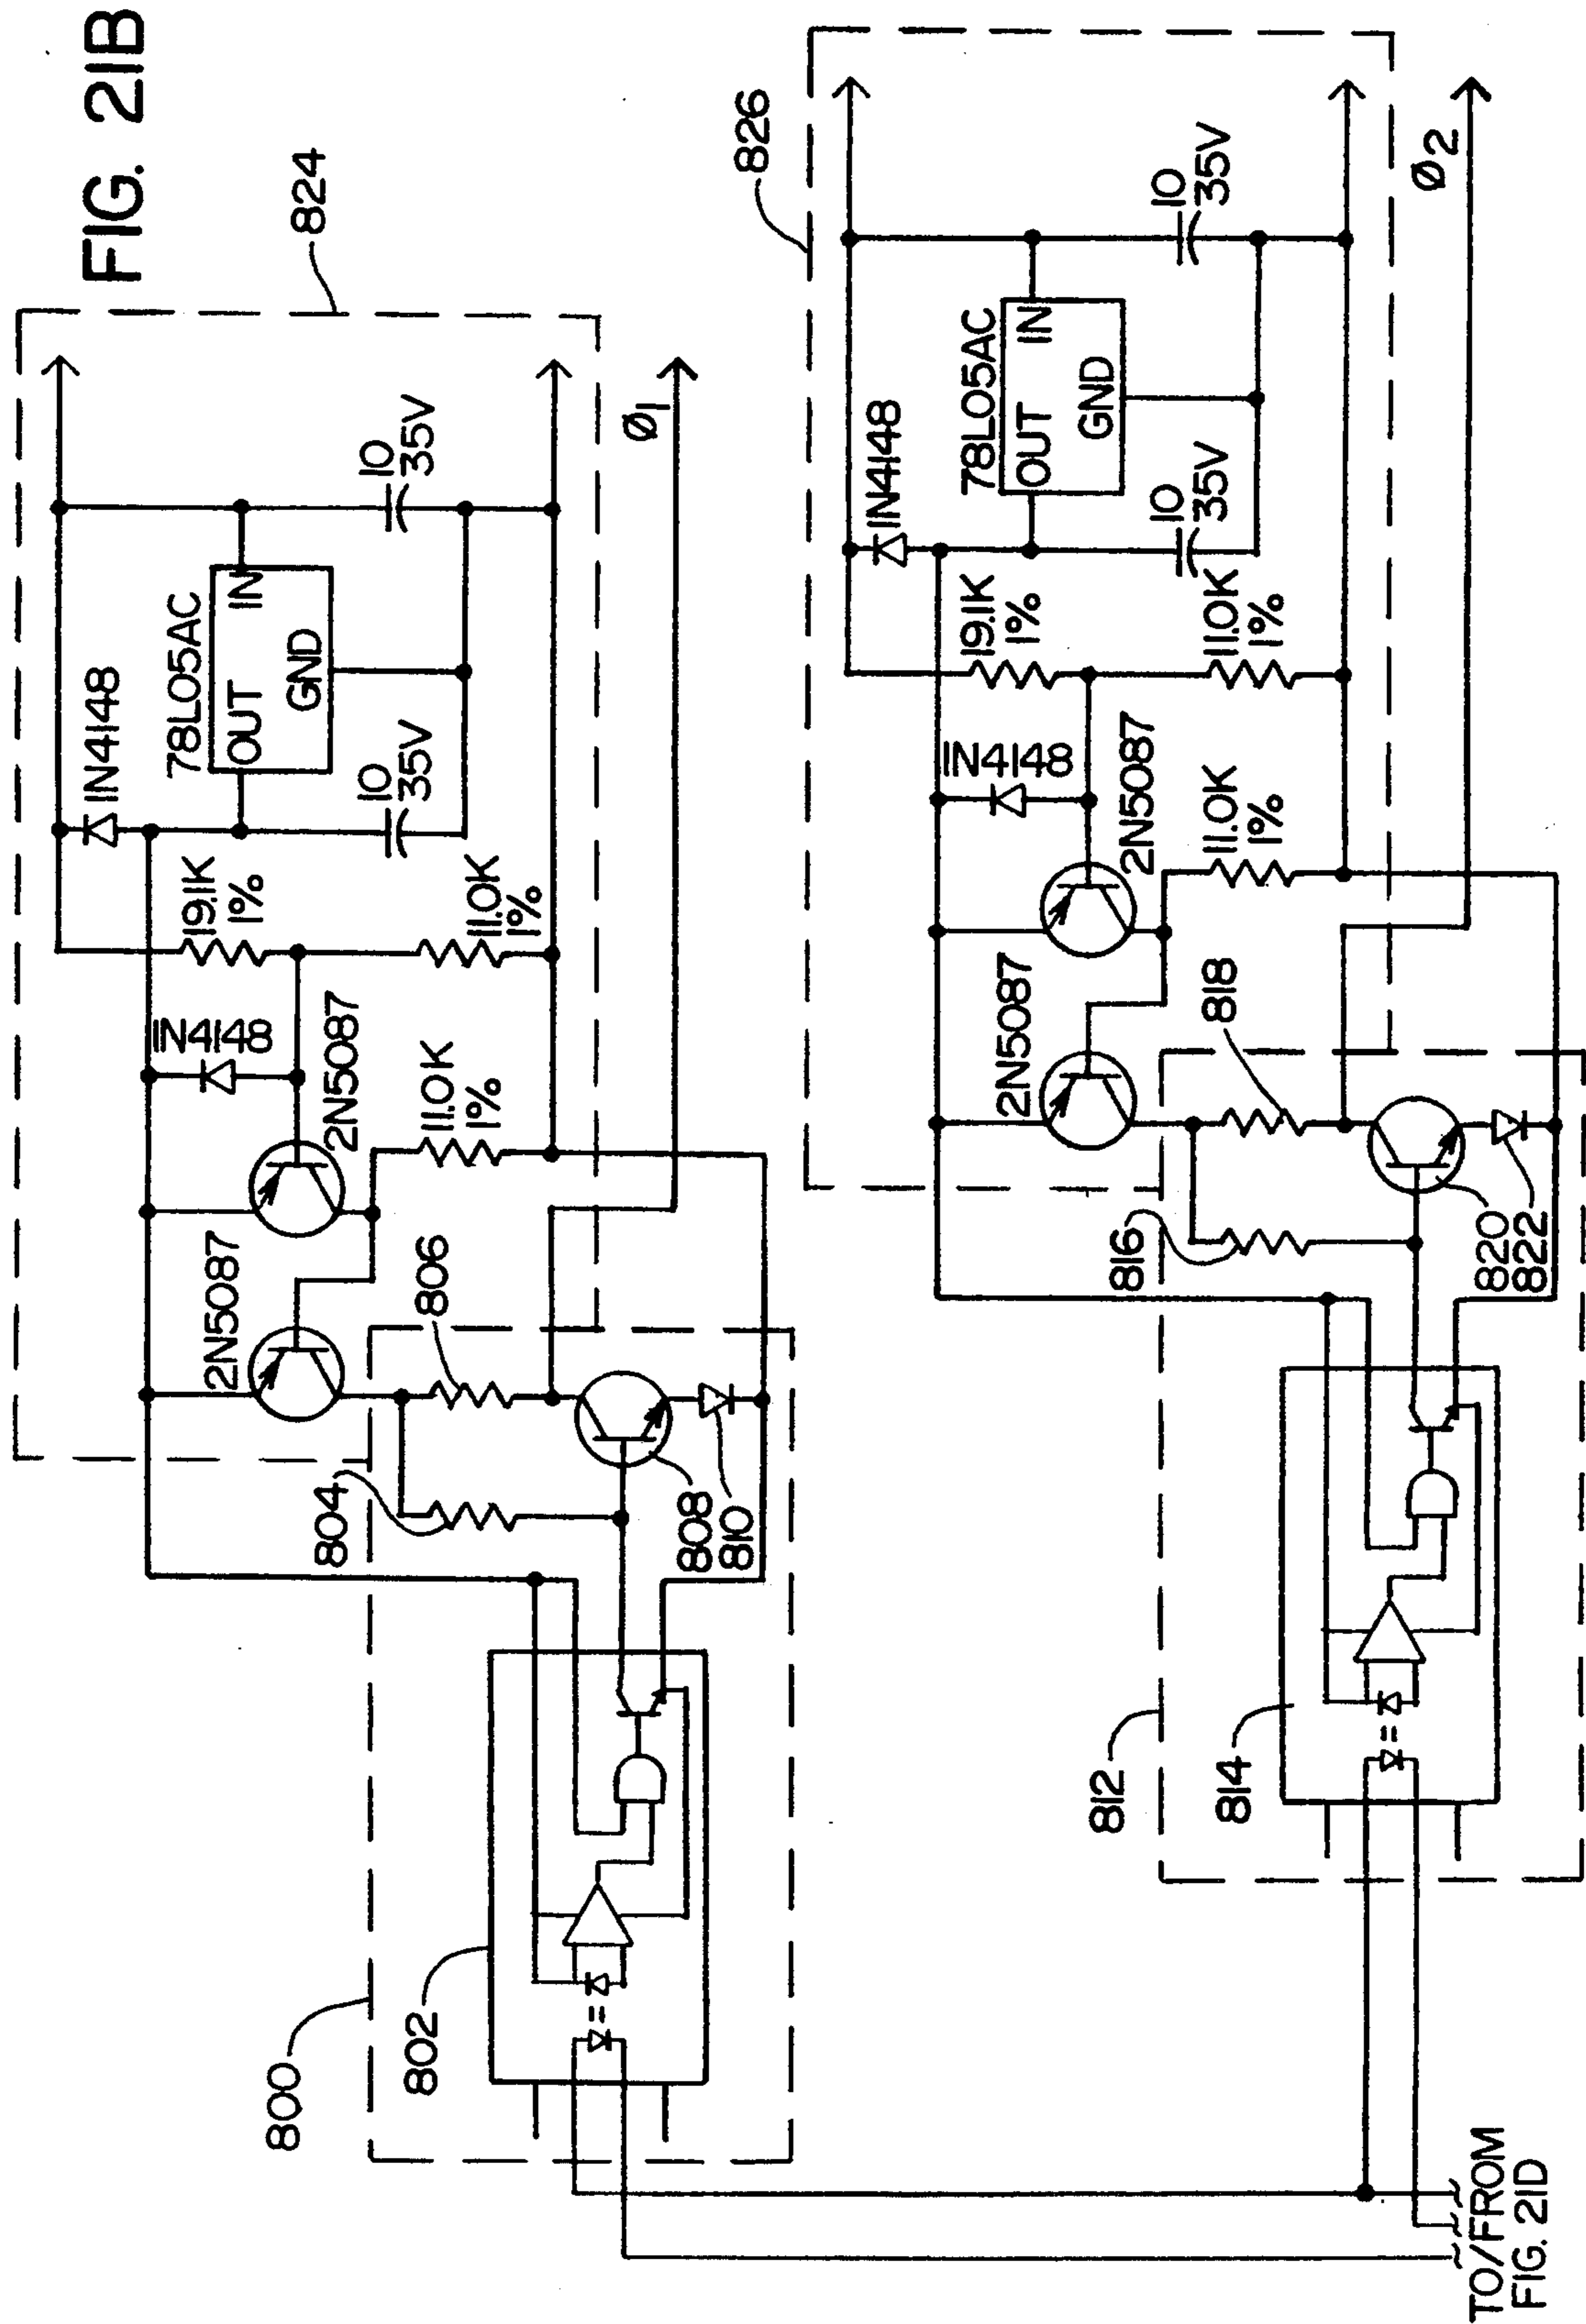 FIG. 21B
824
1N4148
78L05AC
OUT
IN
GND
10
35V
10
35V
19.1K
1%
11.0K
1%
1N4148
2N5087
2N5087
11.0K
1%
Ø1
806
804
808
810
800
802
826
1N4148
78L05AC
OUT
IN
GND
10
35V
10
35V
19.1K
1%
11.0K
1%
1N4148
2N5087
2N5087
11.0K
1%
Ø2
818
816
820
822
812
814
TO/FROM
FIG. 21D